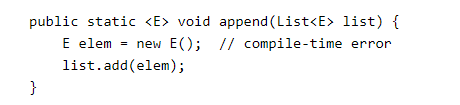 public static <E> void append(List<E> list) {
    E elem = new E();  // compile-time error
    list.add(elem);
}